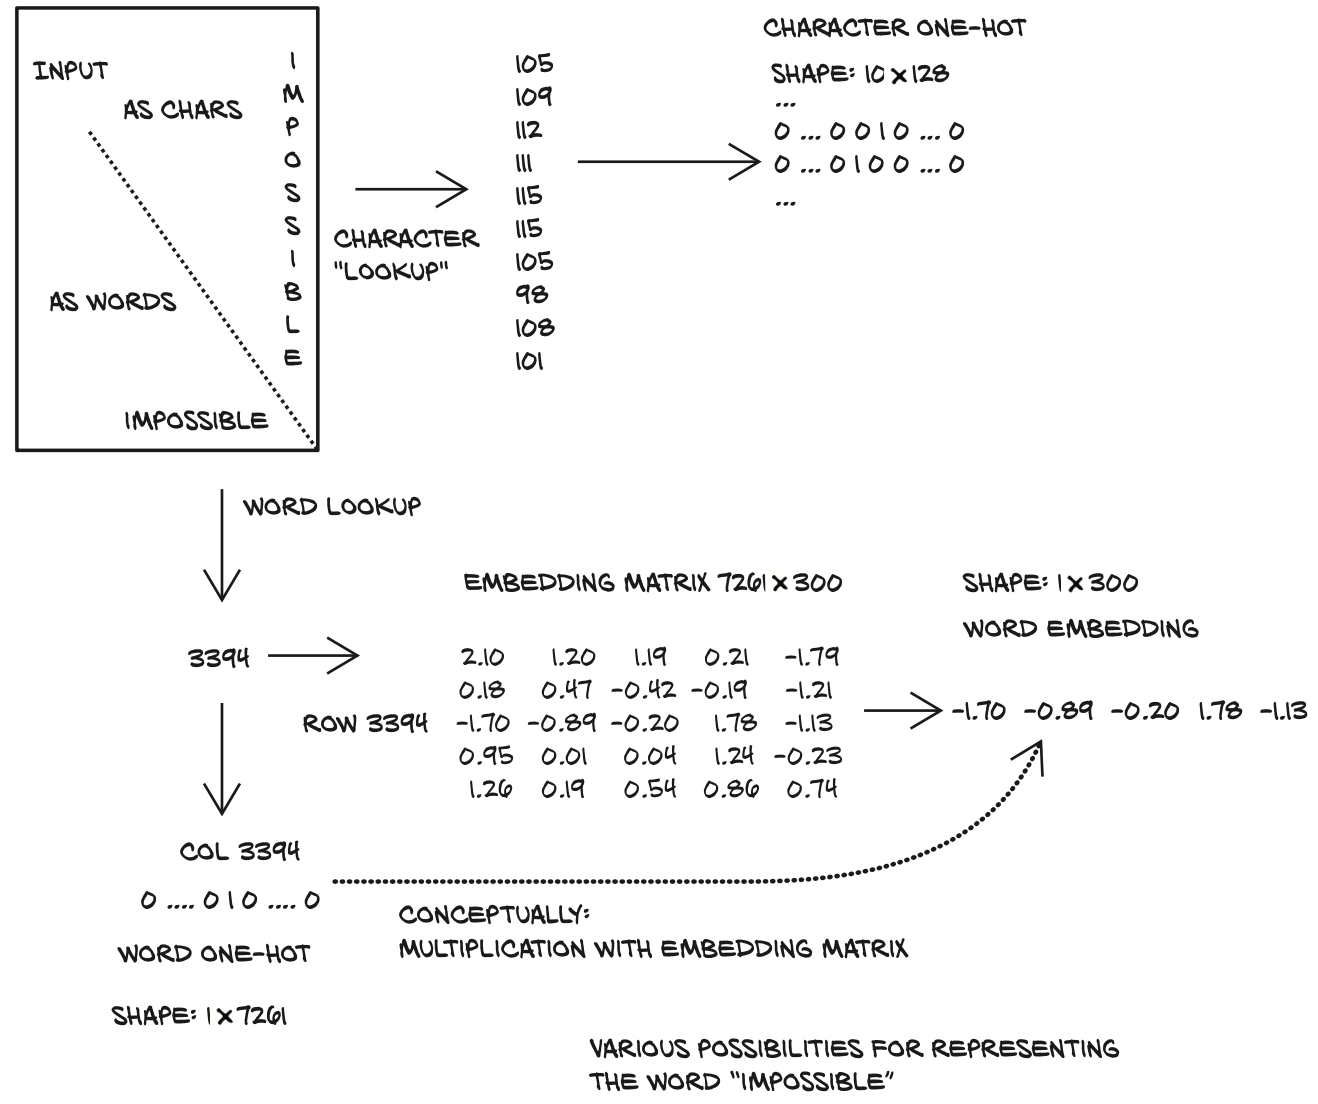 INPUT
AS CHARS
I
M
P
O
S
S
I
B
L
E
AS WORDS
IMPOSSIBLE
CHARACTER
"LOOKUP"
105
109
112
111
115
115
105
98
108
101
CHARACTER ONE-HOT
SHAPE: 10 X 128
...
0 ... 0 0 1 0 ... 0
0 ... 0 1 0 0 ... 0
...
WORD LOOKUP
3394
EMBEDDING MATRIX 7261 X 300
2.10 1.20 1.19 0.21 -1.79
0.18 0.47 -0.42 -0.19 -1.21
ROW 3394 -1.70 -0.89 -0.20 1.78 -1.13
0.95 0.01 0.04 1.24 -0.23
1.26 0.19 0.54 0.86 0.74
SHAPE: 1 X 300
WORD EMBEDDING
-1.70 -0.89 -0.20 1.78 -1.13
COL 3394
0 .... 0 1 0 .... 0
WORD ONE-HOT
SHAPE: 1 X 7261
CONCEPTUALLY:
MULTIPLICATION WITH EMBEDDING MATRIX
VARIOUS POSSIBILITIES FOR REPRESENTING
THE WORD "IMPOSSIBLE"